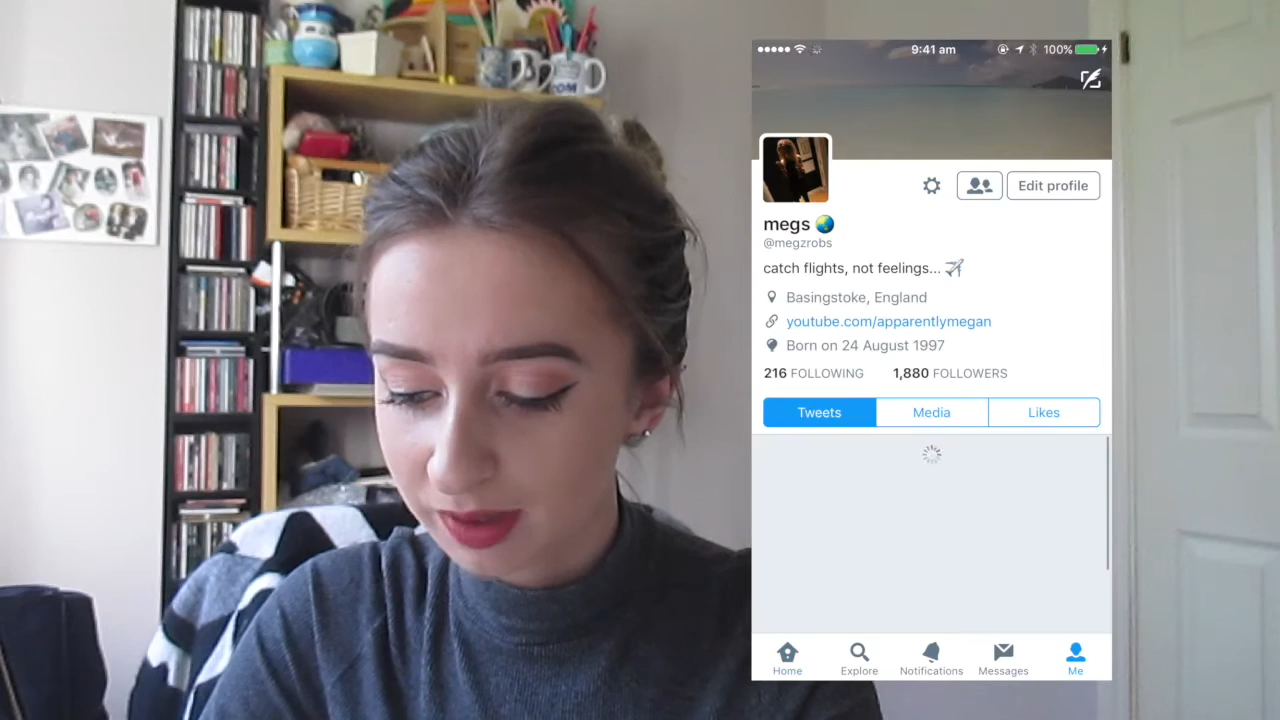 9:41 am
100%
Edit profile
megs 🌏
@megzrobs
catch flights, not feelings... ✈️
Basingstoke, England
youtube.com/apparentlymegan
Born on 24 August 1997
216 FOLLOWING 1,880 FOLLOWERS
Tweets Media Likes
Home Explore Notifications Messages Me